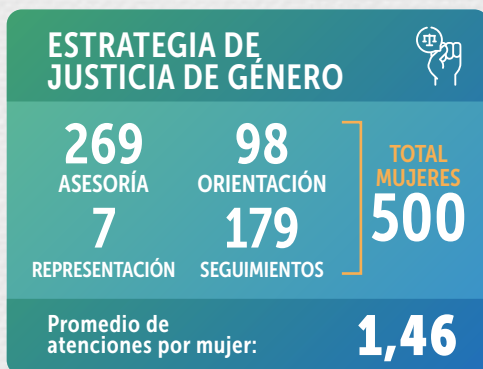 ESTRATEGIA DE
JUSTICIA DE GÉNERO
269
ASESORÍA
98
ORIENTACIÓN
7
REPRESENTACIÓN
179
SEGUIMIENTOS
TOTAL
MUJERES
500
Promedio de
atenciones por mujer:
1,46